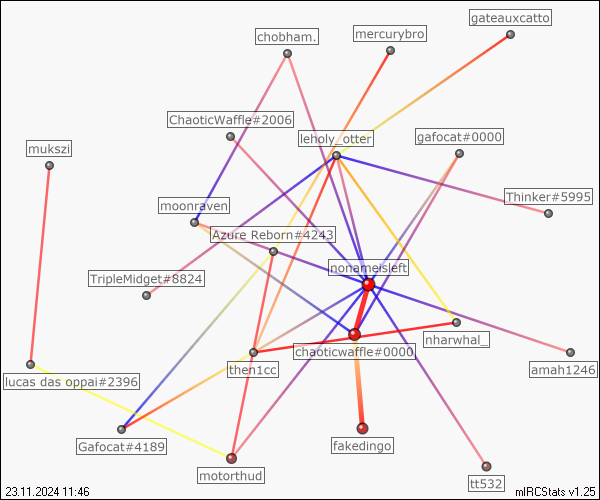 gateauxcatto
chobham.
mercurybro
ChaoticWaffle#2006
leholy_otter
gafocat#0000
mukszi
Thinker#5995
moonraven
Azure Reborn#4243
nonameisleft
TripleMidget#8824
nharwhal_
chaoticwaffle#0000
then1cc
amah1246
lucas das oppai#2396
Gafocat#4189
fakedingo
motorthud
tt532
23.11.2024 11:46
mIRCStats v1.25